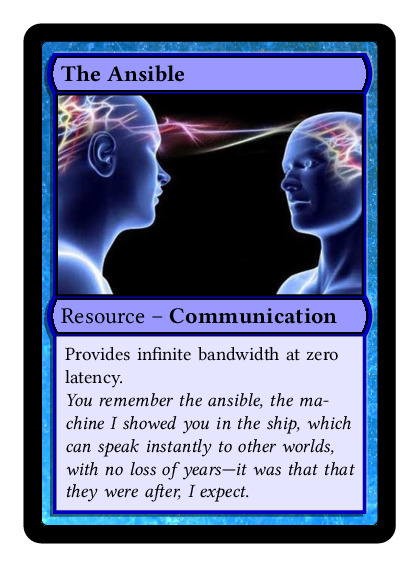 The Ansible
Resource – Communication
Provides infinite bandwidth at zero
latency.
You remember the ansible, the ma-
chine I showed you in the ship, which
can speak instantly to other worlds,
with no loss of years—it was that that
they were after, I expect.